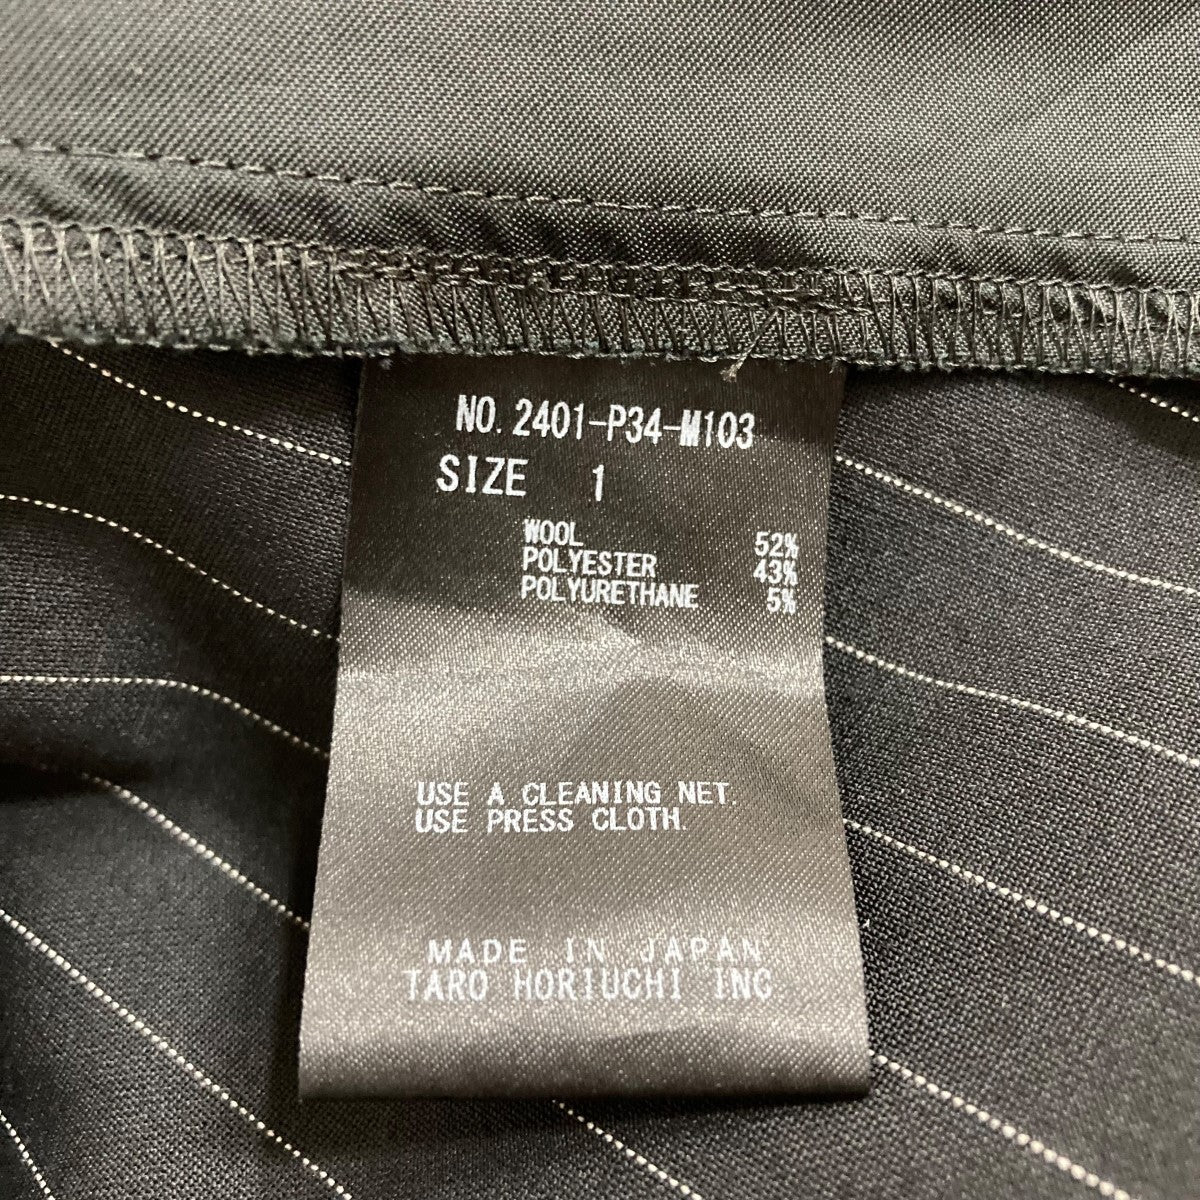 NO. 2401-P34-M103
SIZE 1
WOOL 52%
POLYESTER 43%
POLYURETHANE 5%
USE A CLEANING NET.
USE PRESS CLOTH.
MADE IN JAPAN
TARO HORIUCHI INC